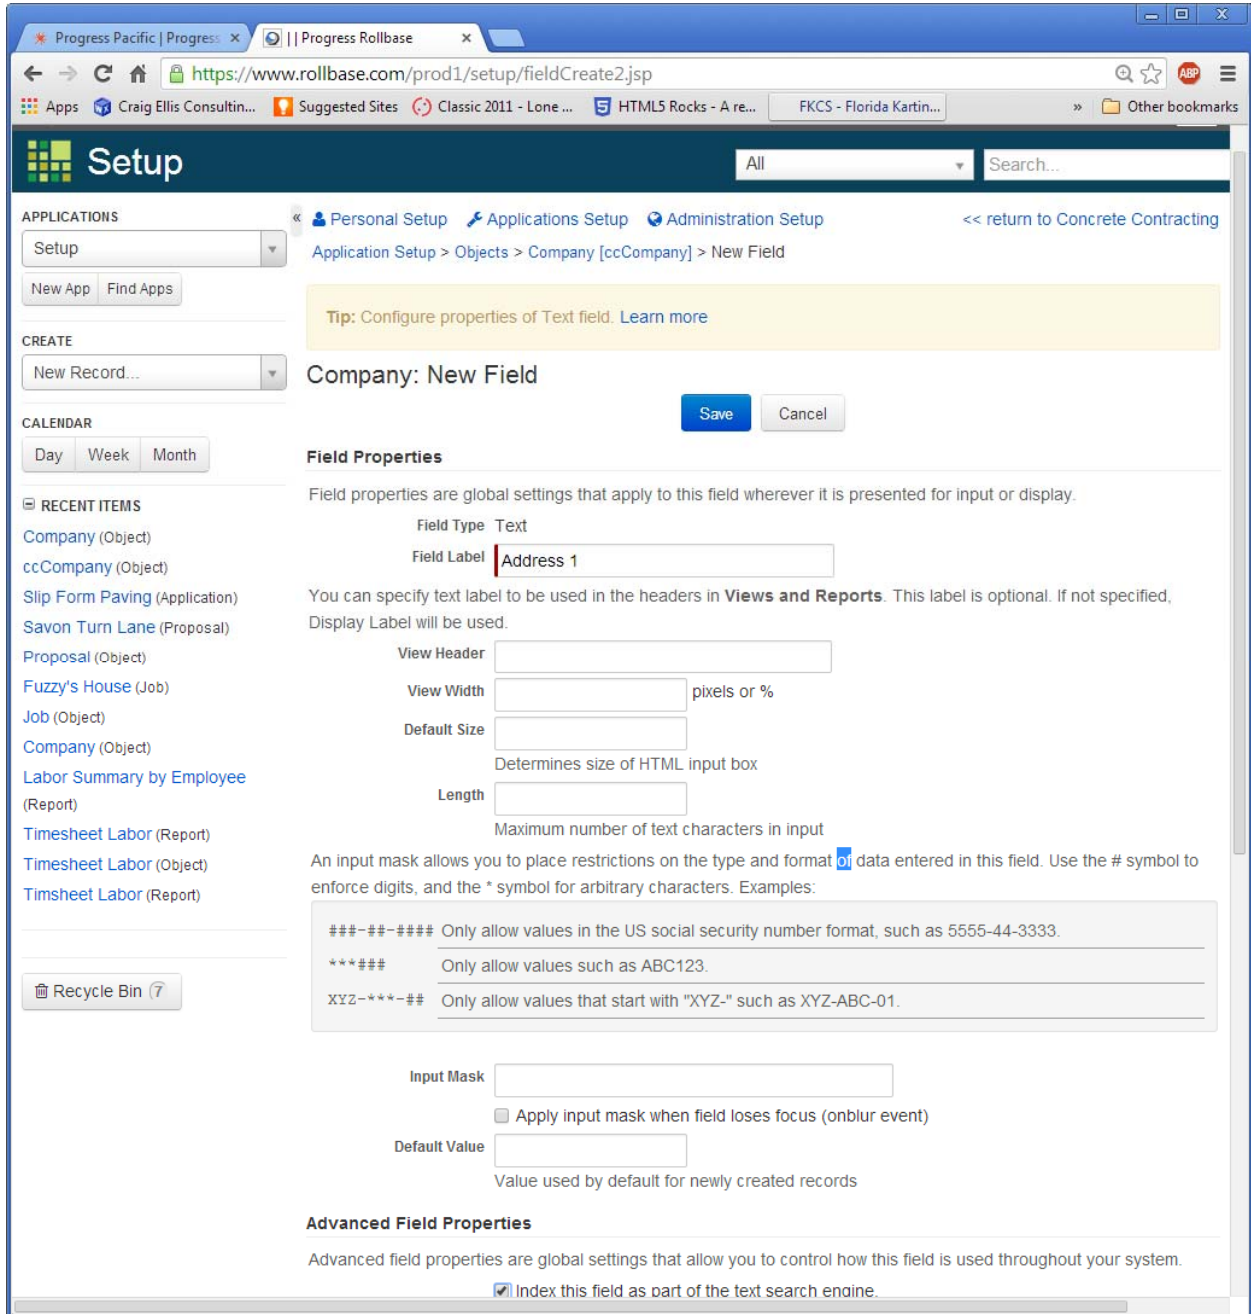 Progress Pacific | Progress
| | Progress Rollbase
https://www.rollbase.com/prod1/setup/fieldCreate2.jsp
ABP
Apps
Craig Ellis Consultin...
Suggested Sites
Classic 2011 - Lone ...
HTML5 Rocks - A re...
FKCS - Florida Kartin...
»
Other bookmarks
Setup
All
Search...
APPLICATIONS
Setup
New App
Find Apps
CREATE
New Record...
CALENDAR
Day
Week
Month
RECENT ITEMS
Company (Object)
ccCompany (Object)
Slip Form Paving (Application)
Savon Turn Lane (Proposal)
Proposal (Object)
Fuzzy's House (Job)
Job (Object)
Company (Object)
Labor Summary by Employee
(Report)
Timesheet Labor (Report)
Timesheet Labor (Object)
Timsheet Labor (Report)
Recycle Bin 7
«
Personal Setup
Applications Setup
Administration Setup
<< return to Concrete Contracting
Application Setup > Objects > Company [ccCompany] > New Field
Tip: Configure properties of Text field. Learn more
Company: New Field
Save
Cancel
Field Properties
Field properties are global settings that apply to this field wherever it is presented for input or display.
Field Type Text
Field Label Address 1
You can specify text label to be used in the headers in Views and Reports. This label is optional. If not specified,
Display Label will be used.
View Header
View Width pixels or %
Default Size
Determines size of HTML input box
Length
Maximum number of text characters in input
An input mask allows you to place restrictions on the type and format of data entered in this field. Use the # symbol to
enforce digits, and the * symbol for arbitrary characters. Examples:
###-##-#### Only allow values in the US social security number format, such as 5555-44-3333.
***### Only allow values such as ABC123.
XYZ-***-## Only allow values that start with "XYZ-" such as XYZ-ABC-01.
Input Mask
Apply input mask when field loses focus (onblur event)
Default Value
Value used by default for newly created records
Advanced Field Properties
Advanced field properties are global settings that allow you to control how this field is used throughout your system.
Index this field as part of the text search engine.